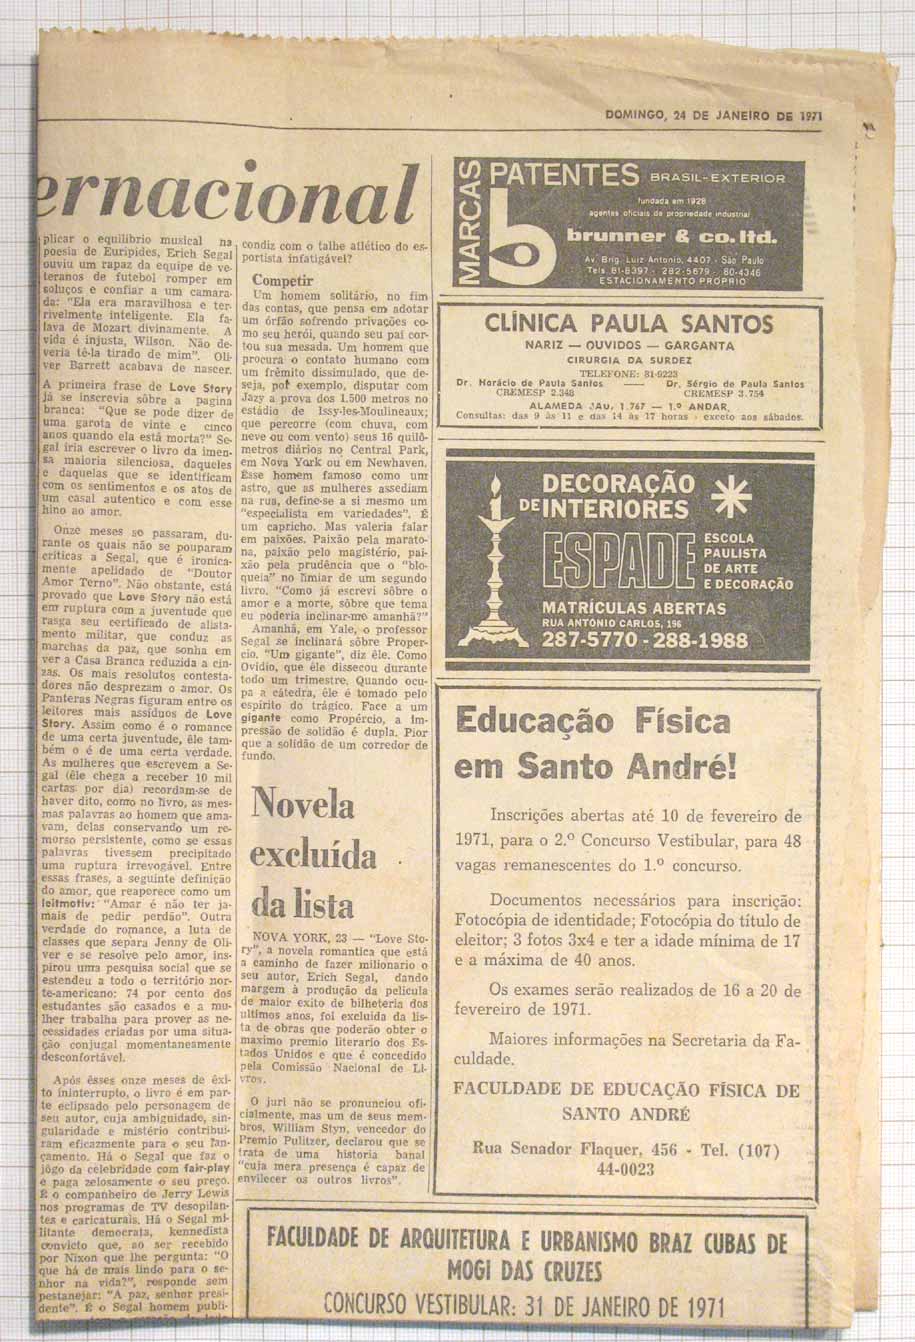 DOMINGO, 24 DE JANEIRO DE 1971
ernacional
plicar o equilíbrio musical na
poesia de Eurípides, Erich Segal
ouviu um rapaz da equipe de ve-
teranos de futebol romper em
soluços e confiar a um camara-
da: "Ela era maravilhosa e ter-
rivelmente inteligente. Ela fa-
lava de Mozart divinamente. A
vida é injusta, Wilson. Não de-
veria tê-la tirado de mim". Oli-
ver Barrett acabava de nascer.
A primeira frase de Love Story
já se inscrevia sôbre a pagina
branca: "Que se pode dizer de
uma garota de vinte e cinco
anos quando ela está morta?" Se-
gal iria escrever o livro da imen-
sa maioria silenciosa, daqueles
e daquelas que se identificam
com os sentimentos e os atos de
um casal autentico e com esse
hino ao amor.
Onze meses se passaram, du-
rante os quais não se pouparam
criticas a Segal, que é ironica-
mente apelidado de "Doutor
Amor Terno". Não obstante, está
provado que Love Story não está
em ruptura com a juventude que
rasga seu certificado de alista-
mento militar, que conduz as
marchas da paz, que sonha em
ver a Casa Branca reduzida a cin-
zas. Os mais resolutos contesta-
dores não desprezam o amor. Os
Panteras Negras figuram entre os
leitores mais assíduos de Love
Story. Assim como é o romance
de uma certa juventude, êle tam-
bém o é de uma certa verdade.
As mulheres que escrevem a Se-
gal (êle chega a receber 10 mil
cartas por dia) recordam-se de
haver dito, como no livro, as mes-
mas palavras ao homem que ama-
vam, delas conservando um re-
morso persistente, como se essas
palavras tivessem precipitado
uma ruptura irrevogável. Entre
essas frases, a seguinte definição
do amor, que reaporece como um
leitmotiv: "Amar é não ter ja-
mais de pedir perdão". Outra
verdade do romance, a luta de
classes que separa Jenny de Oli-
ver e se resolve pelo amor, ins-
pirou uma pesquisa social que se
estendeu a todo o território nor-
te-americano: 74 por cento dos
estudantes são casados e a mu-
lher trabalha para prover as ne-
cessidades criadas por uma situa-
ção conjugal momentaneamente
desconfortável.
Após êsses onze meses de êxi-
to ininterrupto, o livro é em par-
te eclipsado pelo personagem de
seu autor, cuja ambiguidade, sin-
gularidade e mistério contribui-
ram eficazmente para o seu lan-
çamento. Há o Segal que faz o
jôgo da celebridade com fair-play
e paga zelosamente o seu preço.
É o companheiro de Jerry Lewis
nos programas de TV desopilan-
tes e caricaturais. Há o Segal mi-
litante democrata, kennedista
convicto que, ao ser recebido
por Nixon que lhe pergunta: "O
que há de mais lindo para o se-
nhor na vida?", responde sem
pestanejar: "A paz, senhor presi-
dente". É o Segal homem publi-
condiz com o talhe atlético do es-
portista infatigável?
Competir
Um homem solitário, no fim
das contas, que pensa em adotar
um órfão sofrendo privações co-
mo seu herói, quando seu pai cor-
tou sua mesada. Um homem que
procura o contato humano com
um frêmito dissimulado, que de-
seja, por exemplo, disputar com
Jazy a prova dos 1.500 metros no
estádio de Issy-les-Moulineaux;
que percorre (com chuva, com
neve ou com vento) seus 16 quilô-
metros diários no Central Park,
em Nova York ou em Newhaven.
Êsse homem famoso como um
astro, que as mulheres assediam
na rua, define-se a si mesmo um
"especialista em variedades". É
um capricho. Mas valeria falar
em paixões. Paixão pela marato-
na, paixão pelo magistério, pai-
xão pela prudência que o "blo-
queia" no limiar de um segundo
livro. "Como já escrevi sôbre o
amor e a morte, sôbre que tema
eu poderia inclinar-me amanhã?"
Amanhã, em Yale, o professor
Segal se inclinará sôbre Proper-
cio. "Um gigante", diz êle. Como
Ovídio, que êle dissecou durante
todo um trimestre. Quando ocu-
pa a cátedra, êle é tomado pelo
espírito do trágico. Face a um
gigante como Propércio, a im-
pressão de solidão é dupla. Pior
que a solidão de um corredor de
fundo.
Novela
excluída
da lista
NOVA YORK, 23 — "Love Sto-
ry", a novela romantica que está
a caminho de fazer milionario o
seu autor, Erich Segal, dando
margem à produção da pelicula
de maior exito de bilheteria dos
ultimos anos, foi excluida da lis-
ta de obras que poderão obter o
maximo premio literario dos Es-
tados Unidos e que é concedido
pela Comissão Nacional de Li-
vros.
O juri não se pronunciou ofi-
cialmente, mas um de seus mem-
bros, William Styn, vencedor do
Premio Pulitzer, declarou que se
trata de uma historia banal
"cuja mera presença é capaz de
envilecer os outros livros".
MARCAS
PATENTES BRASIL-EXTERIOR
fundada em 1928
agentes oficiais da propriedade industrial
b
brunner & co. ltd.
Av. Brig. Luiz Antonio, 4407 - São Paulo
Tels 81-8397 - 282-5679 - 80-4346
ESTACIONAMENTO PROPRIO
CLÍNICA PAULA SANTOS
NARIZ — OUVIDOS — GARGANTA
CIRURGIA DA SURDEZ
TELEFONE: 81-9223
Dr. Horácio de Paula Santos — Dr. Sérgio de Paula Santos
CREMESP 2.348 CREMESP 3.754
ALAMEDA JAU, 1.767 — 1.º ANDAR,
Consultas: das 9 às 11 e das 14 às 17 horas - exceto aos sábados.
DECORAÇÃO
DE INTERIORES
ESPADE
ESCOLA
PAULISTA
DE ARTE
E DECORAÇÃO
MATRÍCULAS ABERTAS
RUA ANTÔNIO CARLOS, 196
287-5770 - 288-1988
Educação Física
em Santo André!
Inscrições abertas até 10 de fevereiro de
1971, para o 2.º Concurso Vestibular, para 48
vagas remanescentes do 1.º concurso.
Documentos necessários para inscrição:
Fotocópia de identidade; Fotocópia do título de
eleitor; 3 fotos 3x4 e ter a idade mínima de 17
e a máxima de 40 anos.
Os exames serão realizados de 16 a 20 de
fevereiro de 1971.
Maiores informações na Secretaria da Fa-
culdade.
FACULDADE DE EDUCAÇÃO FÍSICA DE
SANTO ANDRÉ
Rua Senador Flaquer, 456 - Tel. (107)
44-0023
FACULDADE DE ARQUITETURA E URBANISMO BRAZ CUBAS DE
MOGI DAS CRUZES
CONCURSO VESTIBULAR: 31 DE JANEIRO DE 1971